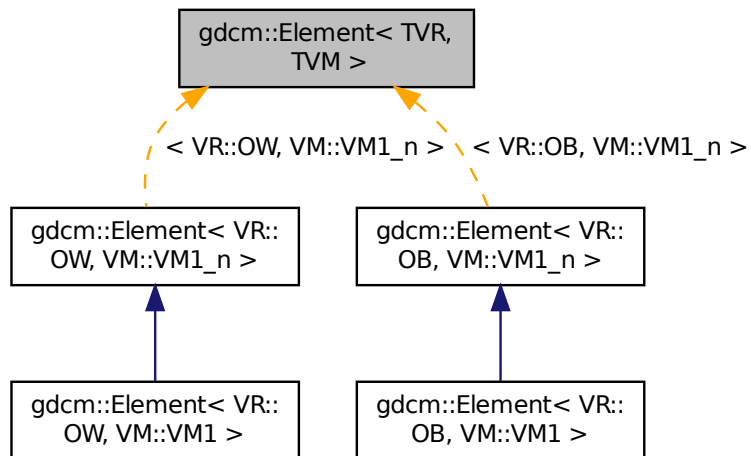 gdcm::Element< TVR,
TVM >
< VR::OW, VM::VM1_n >
< VR::OB, VM::VM1_n >
gdcm::Element< VR::
OW, VM::VM1_n >
gdcm::Element< VR::
OB, VM::VM1_n >
gdcm::Element< VR::
OW, VM::VM1 >
gdcm::Element< VR::
OB, VM::VM1 >